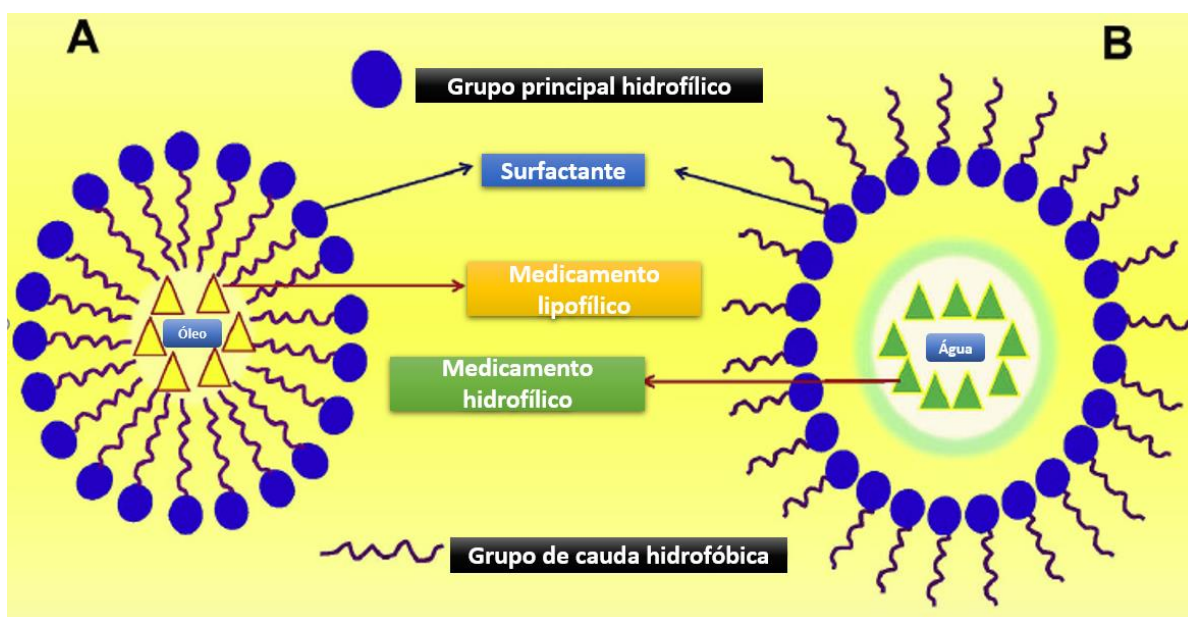 A
B
Grupo principal hidrofílico
Surfactante
Medicamento
lipofílico
Óleo
Água
Medicamento
hidrofílico
Grupo de cauda hidrofóbica